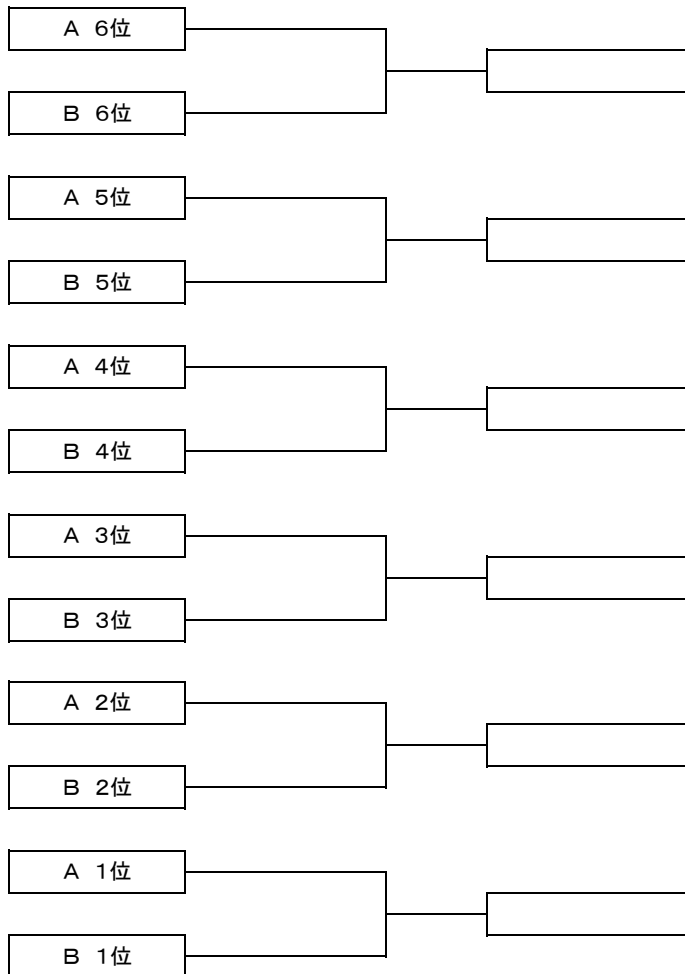 Ａ ６位
Ｂ ６位
Ａ ５位
Ｂ ５位
Ａ ４位
Ｂ ４位
Ａ ３位
Ｂ ３位
Ａ ２位
Ｂ ２位
Ａ １位
Ｂ １位